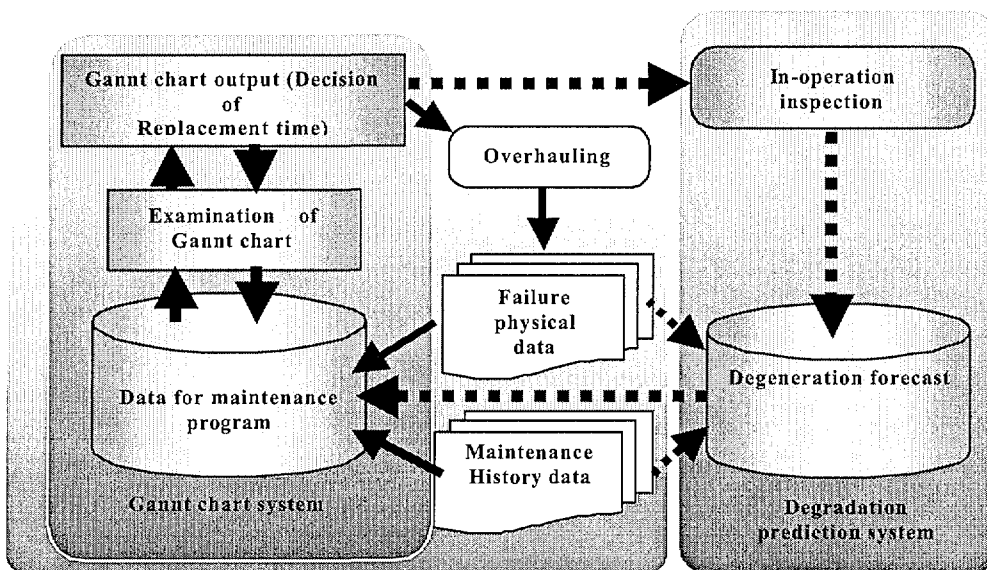 Gannt chart output (Decision
of
Replacement time)
In-operation
inspection
Overhauling
Examination of
Gannt chart
Failure
physical
data
Data for maintenance
program
Degeneration forecast
Maintenance
History data
Gannt chart system
Degradation
prediction system